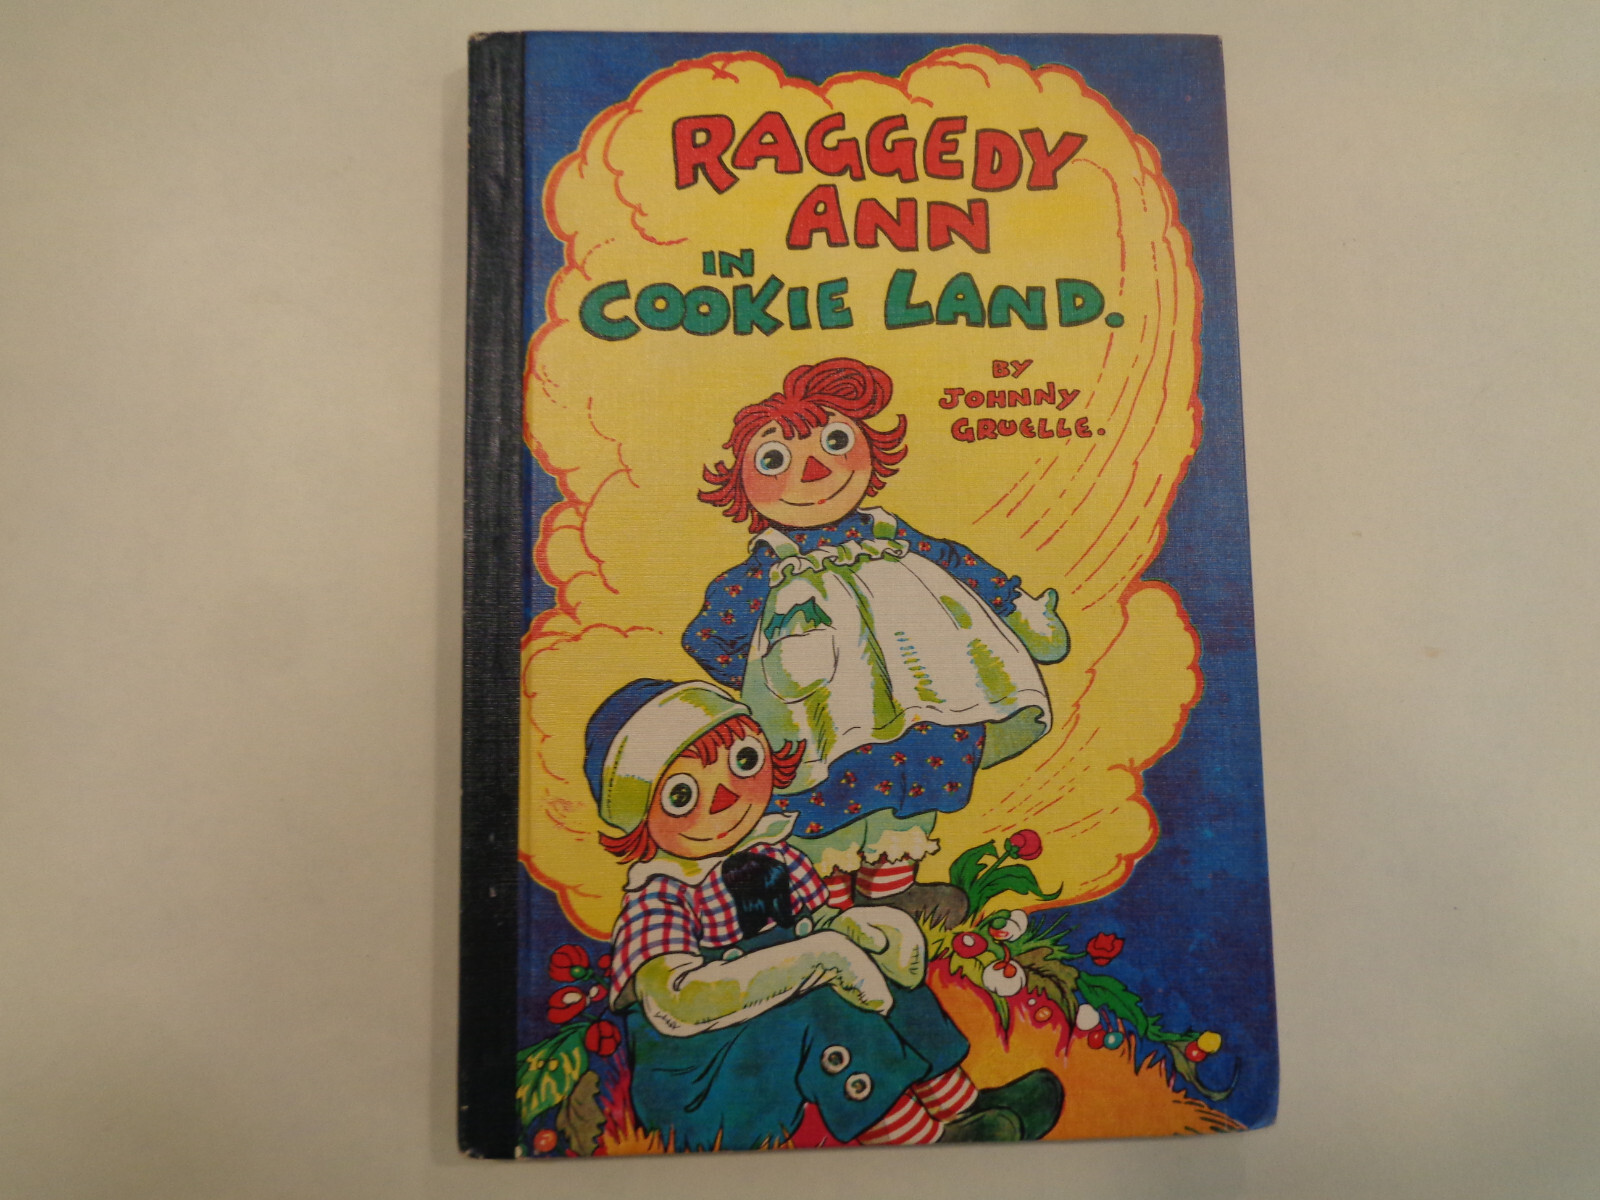 RAGGEDY
ANN
IN
COOKIE LAND.
BY
JOHNNY
GRUELLE.